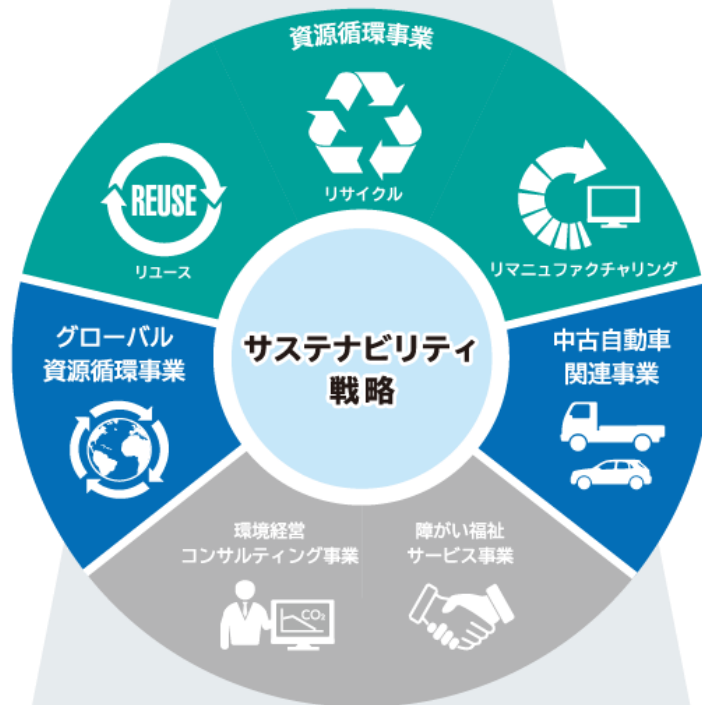 資源循環事業
リサイクル
REUSE
リユース
リマニュファクチャリング
グローバル
資源循環事業
サステナビリティ
戦略
中古自動車
関連事業
環境経営
コンサルティング事業
CO₂
障がい福祉
サービス事業